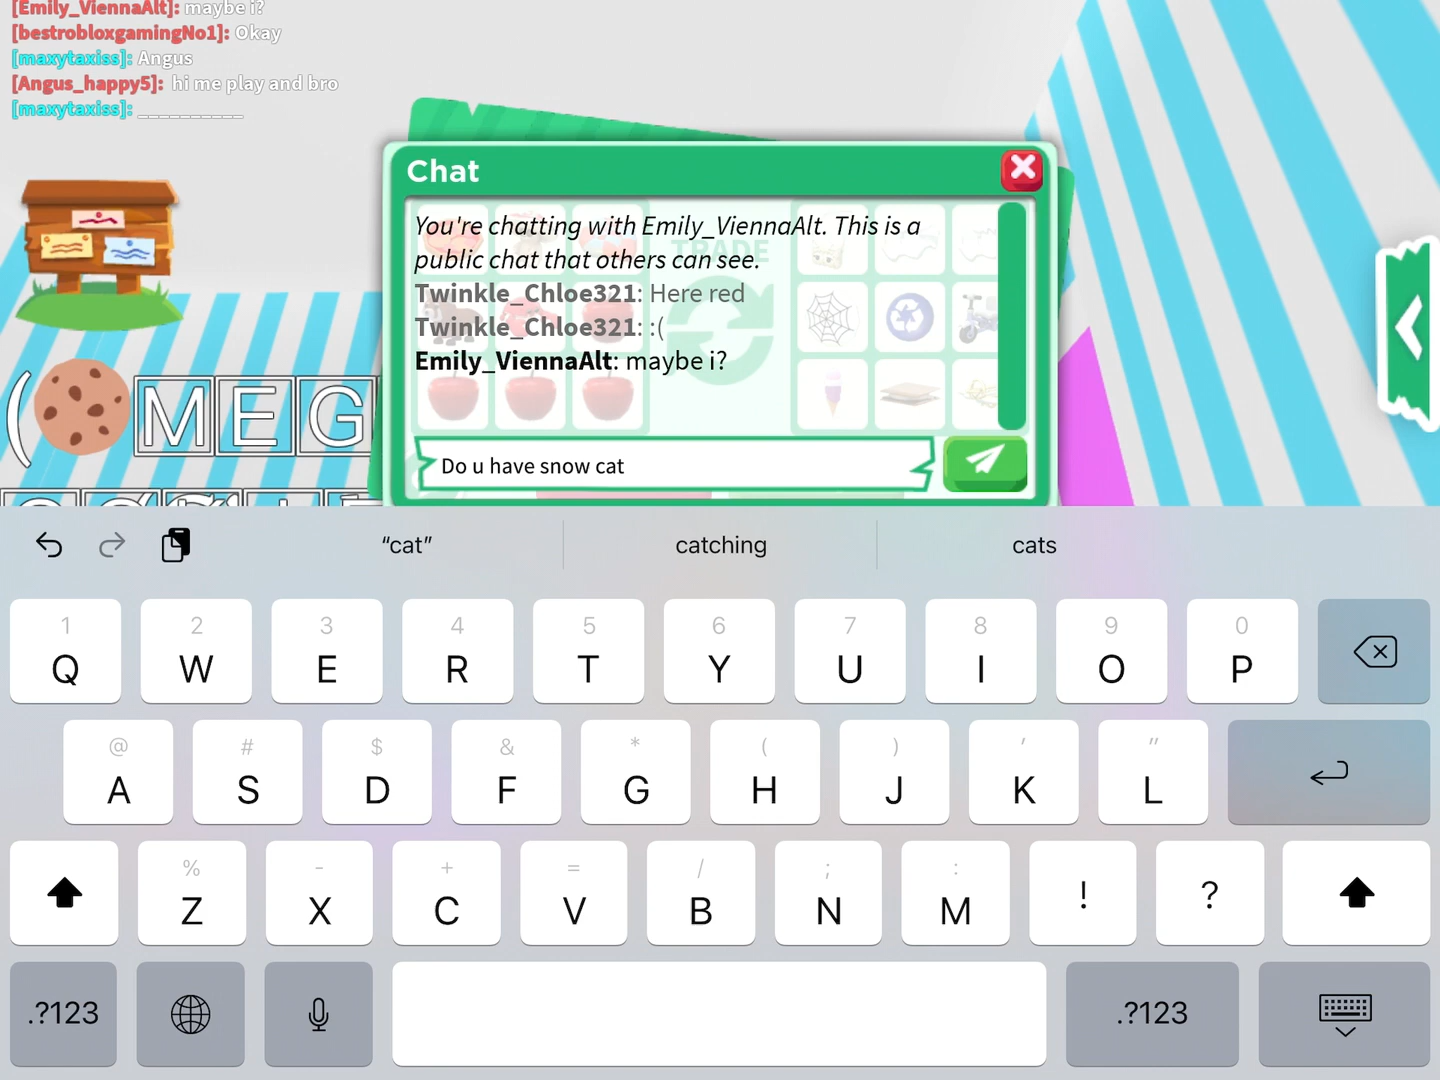 [Emily_ViennaAlt]: maybe i?
[bestrobloxgamingNo1]: Okay
[maxytaxiss]: Angus
[Angus_happy5]: hi me play and bro
[maxytaxiss]: __________
Chat
TRADE
You're chatting with Emily_ViennaAlt. This is a
public chat that others can see.
Twinkle_Chloe321: Here red
Twinkle_Chloe321: :(
Emily_ViennaAlt: maybe i?
(MEG
Do u have snow cat
“cat” catching cats
1 2 3 4 5 6 7 8 9 0
Q W E R T Y U I O P
@ # $ & * ( ) ' "
A S D F G H J K L
% - + = / ; :
Z X C V B N M ! ?
.?123 .?123